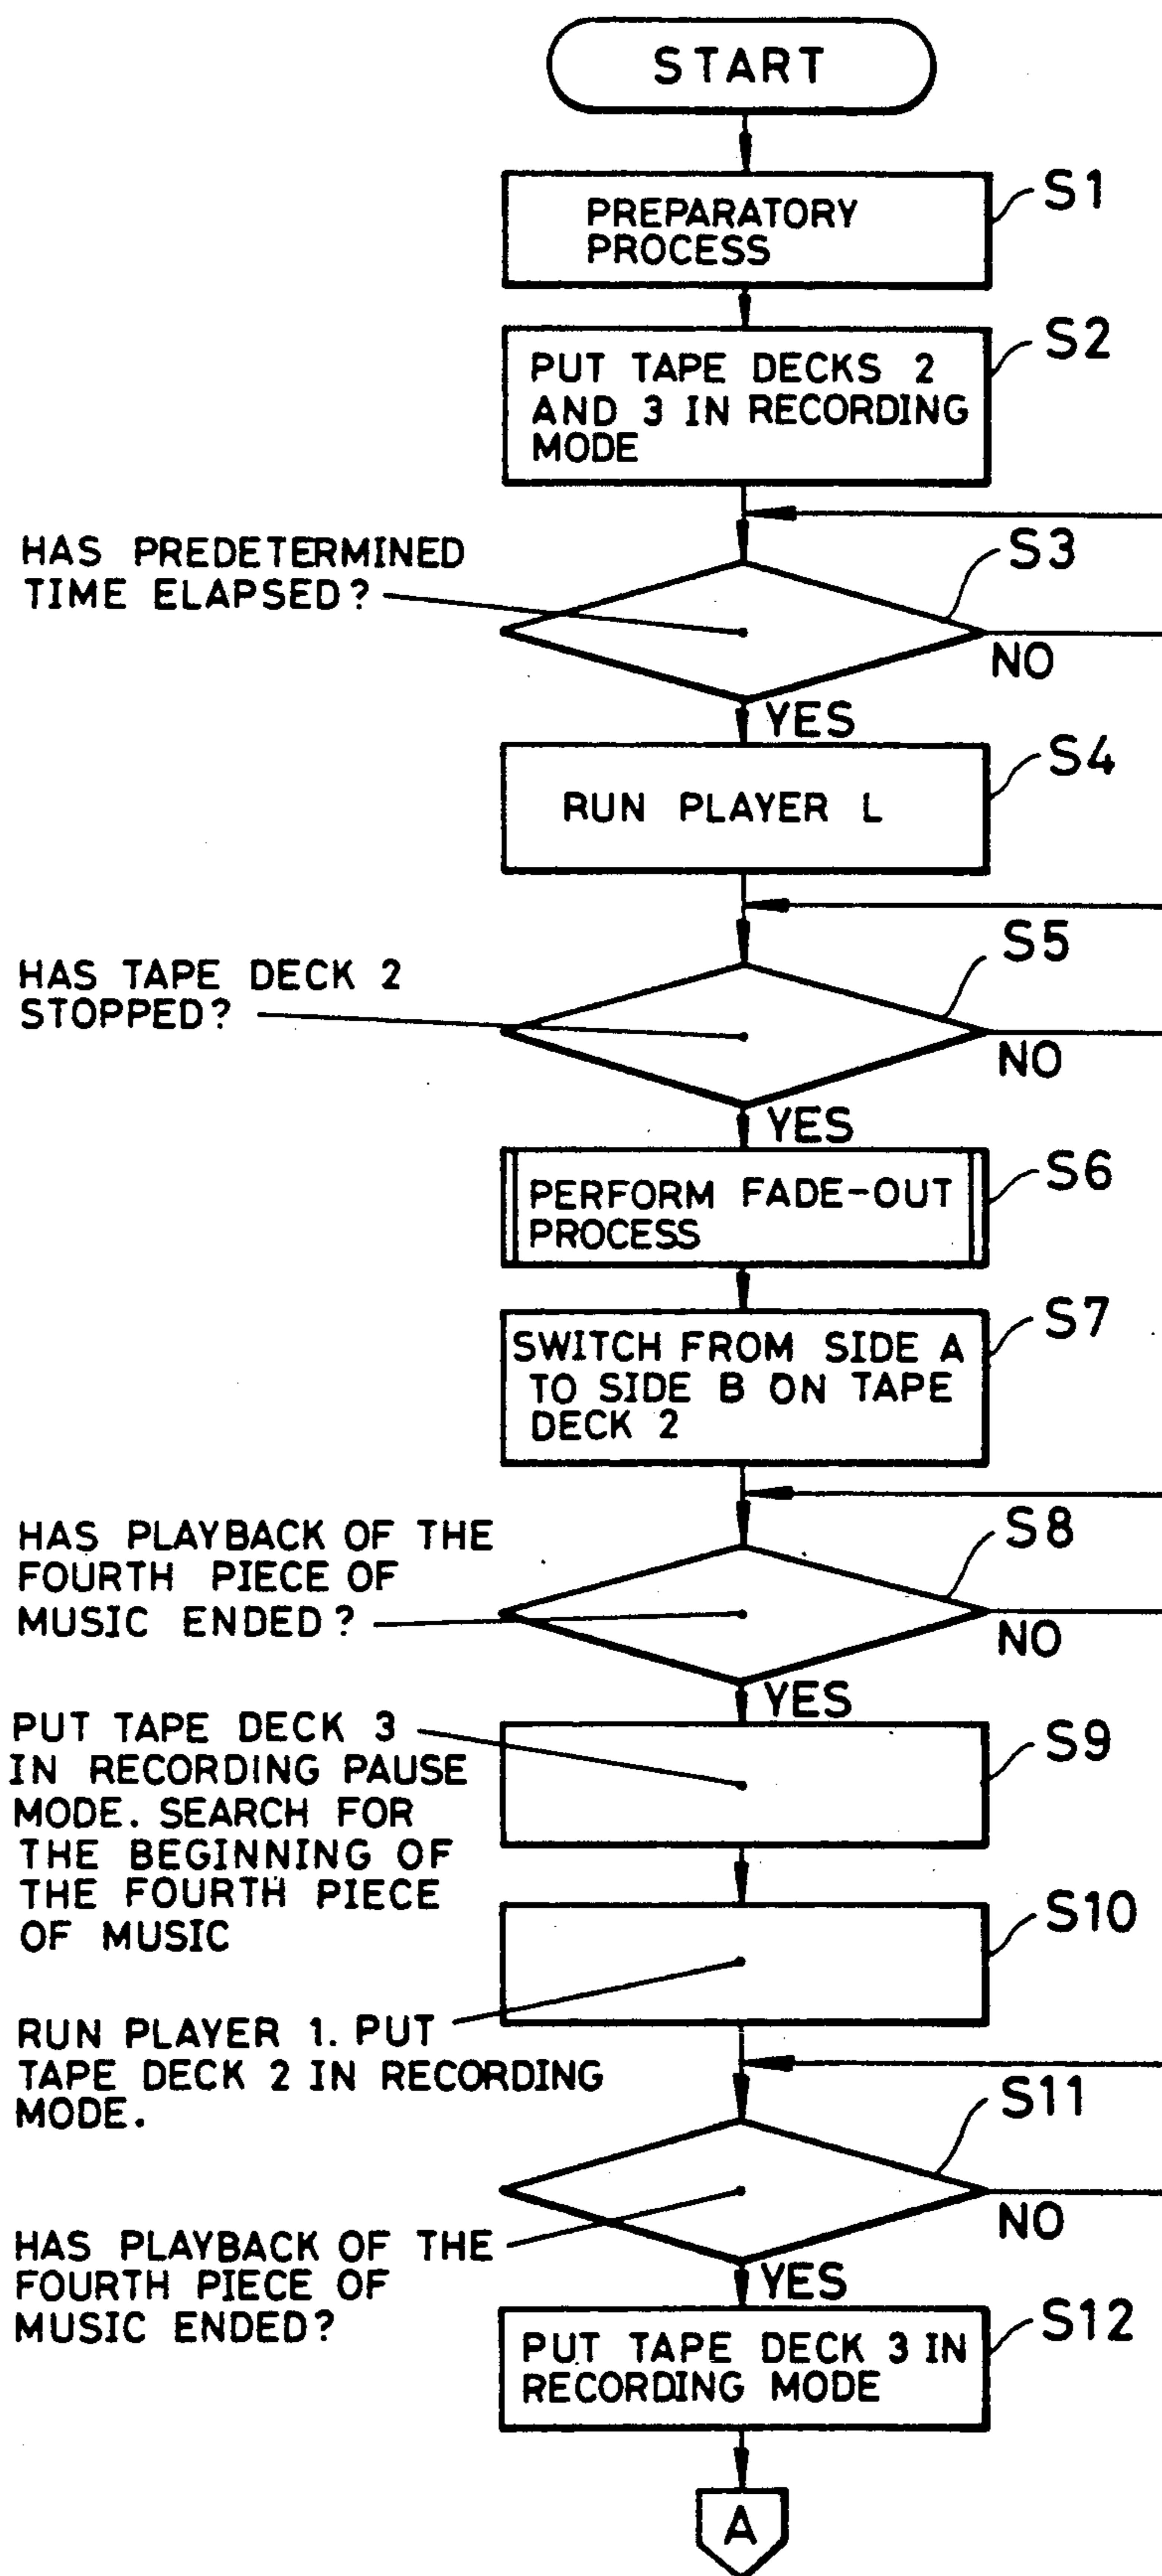 START
PREPARATORY
PROCESS
S1
PUT TAPE DECKS 2
AND 3 IN RECORDING
MODE
S2
HAS PREDETERMINED
TIME ELAPSED?
S3
NO
YES
RUN PLAYER L
S4
HAS TAPE DECK 2
STOPPED?
S5
NO
YES
PERFORM FADE-OUT
PROCESS
S6
SWITCH FROM SIDE A
TO SIDE B ON TAPE
DECK 2
S7
HAS PLAYBACK OF THE
FOURTH PIECE OF
MUSIC ENDED?
S8
NO
YES
PUT TAPE DECK 3
IN RECORDING PAUSE
MODE. SEARCH FOR
THE BEGINNING OF
THE FOURTH PIECE
OF MUSIC
S9
S10
RUN PLAYER 1. PUT
TAPE DECK 2 IN RECORDING
MODE.
S11
NO
HAS PLAYBACK OF THE
FOURTH PIECE OF
MUSIC ENDED?
YES
PUT TAPE DECK 3 IN
RECORDING MODE
S12
A